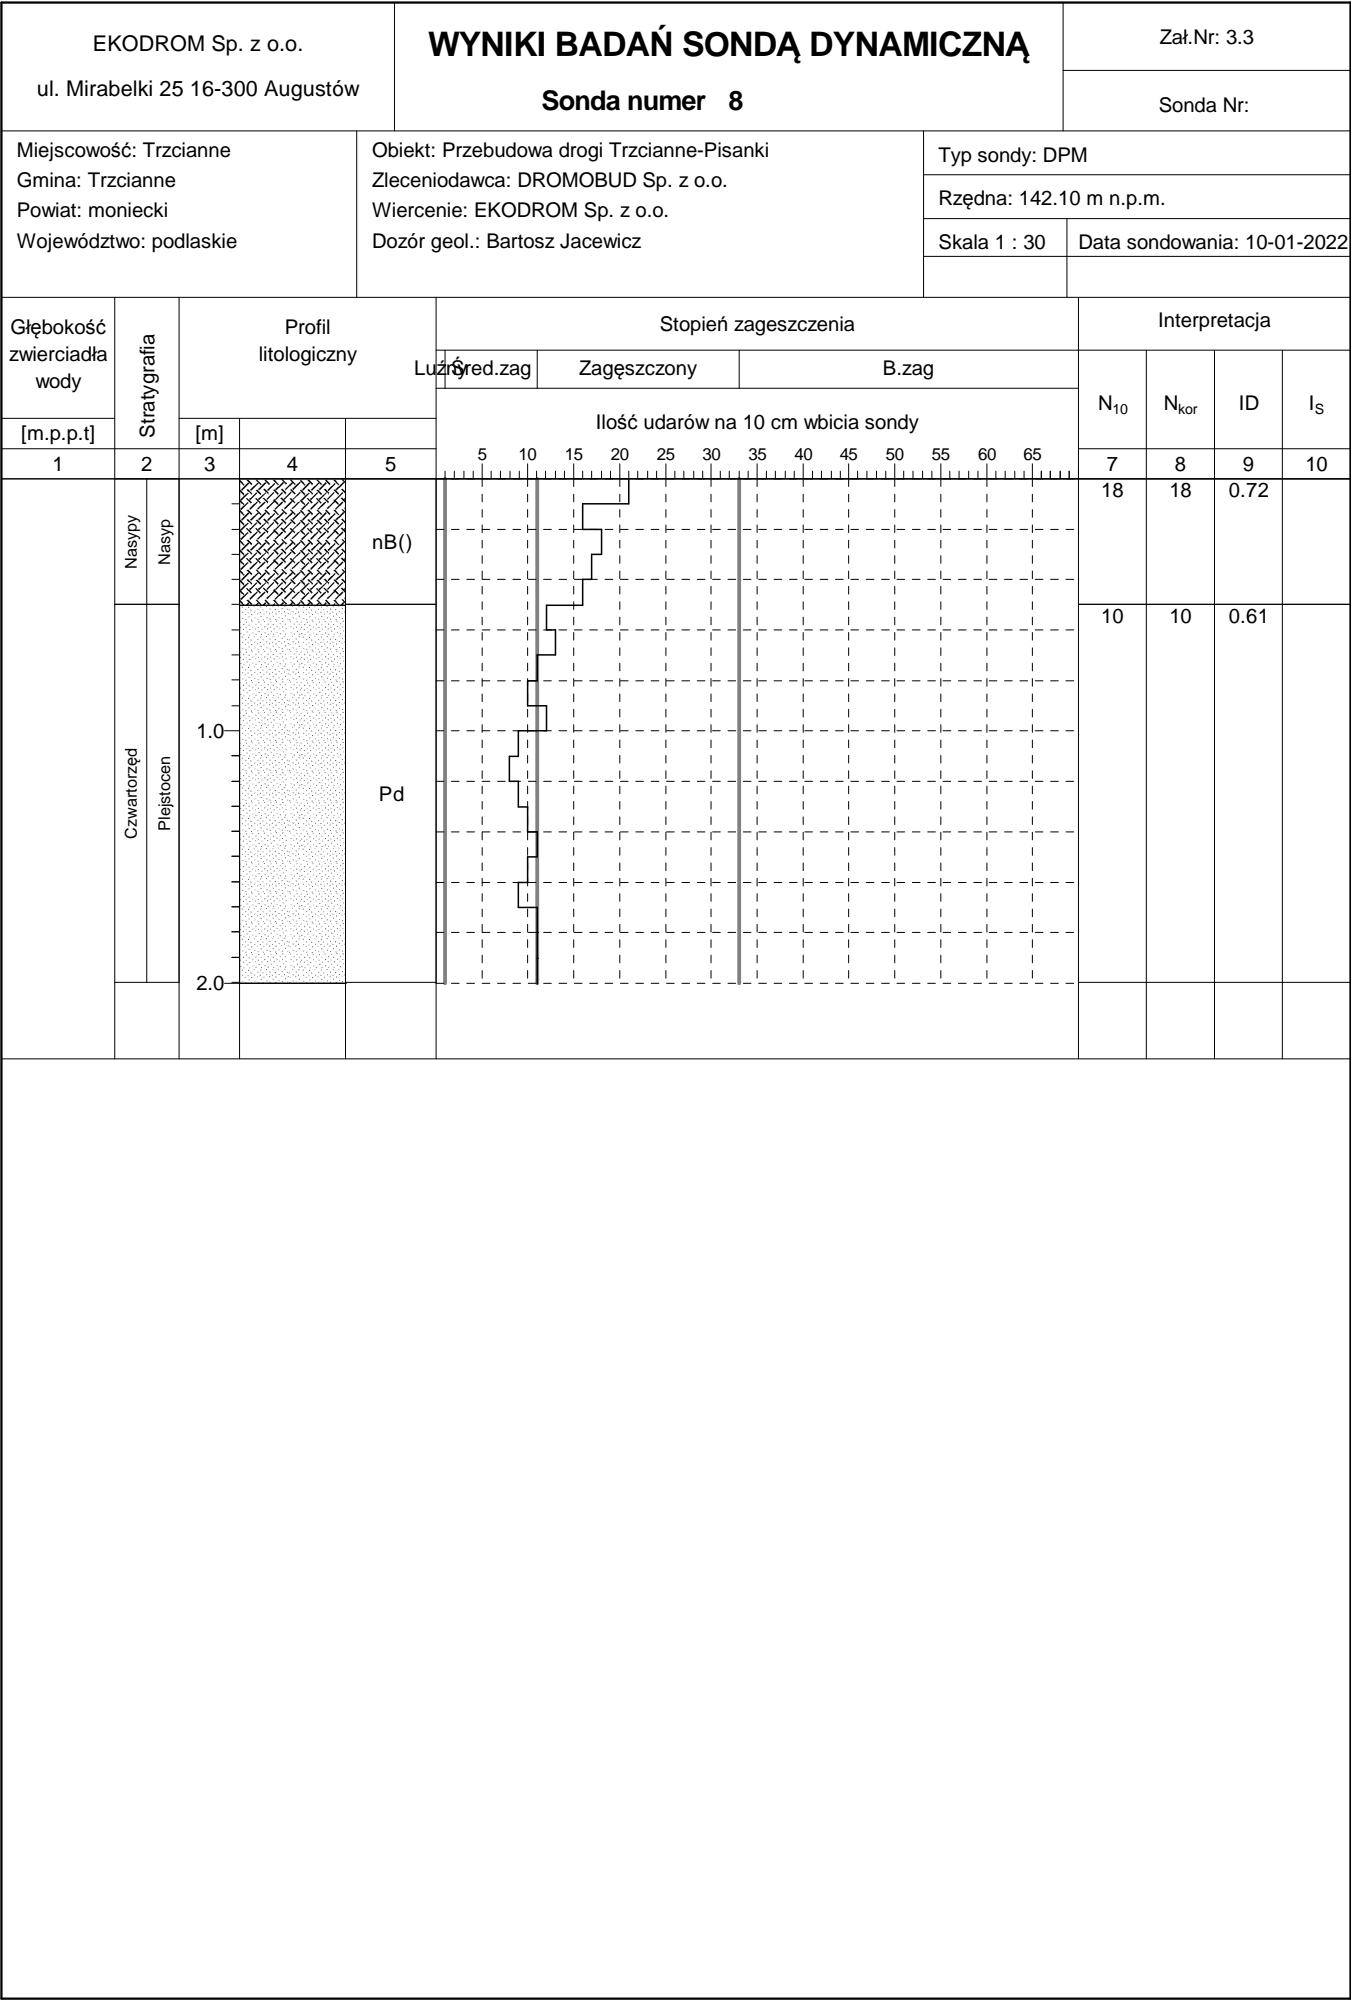 EKODROM Sp. z o.o.
ul. Mirabelki 25 16-300 Augustów
WYNIKI BADAŃ SONDĄ DYNAMICZNĄ
Sonda numer 8
Zał.Nr: 3.3
Sonda Nr:
Miejscowość: Trzcianne
Gmina: Trzcianne
Powiat: moniecki
Województwo: podlaskie
Obiekt: Przebudowa drogi Trzcianne-Pisanki
Zleceniodawca: DROMOBUD Sp. z o.o.
Wiercenie: EKODROM Sp. z o.o.
Dozór geol.: Bartosz Jacewicz
Typ sondy: DPM
Rzędna: 142.10 m n.p.m.
Skala 1 : 30
Data sondowania: 10-01-2022
Głębokość
zwierciadła
wody
[m.p.p.t]
Stratygrafia
Profil
litologiczny
[m]
Stopień zageszczenia
Luźny Śred.zag Zagęszczony B.zag
Ilość udarów na 10 cm wbicia sondy
5 10 15 20 25 30 35 40 45 50 55 60 65
Interpretacja
N10 Nkor ID IS
1 2 3 4 5 7 8 9 10
Nasypy
Nasyp
nB()
18 18 0.72
Czwartorzęd
Plejstocen
1.0
Pd
2.0
10 10 0.61